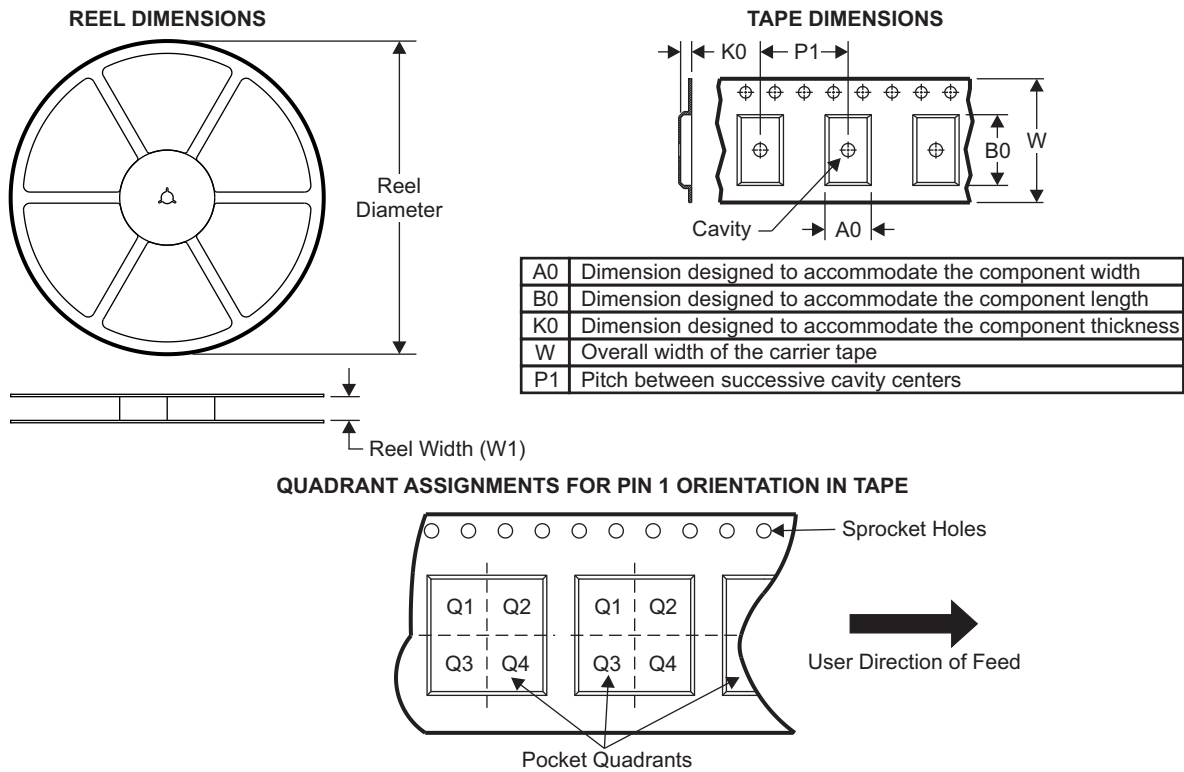 REEL DIMENSIONS
Reel
Diameter
Reel Width (W1)
TAPE DIMENSIONS
K0
P1
W
B0
Cavity
A0
A0 Dimension designed to accommodate the component width
B0 Dimension designed to accommodate the component length
K0 Dimension designed to accommodate the component thickness
W Overall width of the carrier tape
P1 Pitch between successive cavity centers
QUADRANT ASSIGNMENTS FOR PIN 1 ORIENTATION IN TAPE
Sprocket Holes
Q1 Q2 Q1 Q2
Q3 Q4 Q3 Q4
User Direction of Feed
Pocket Quadrants